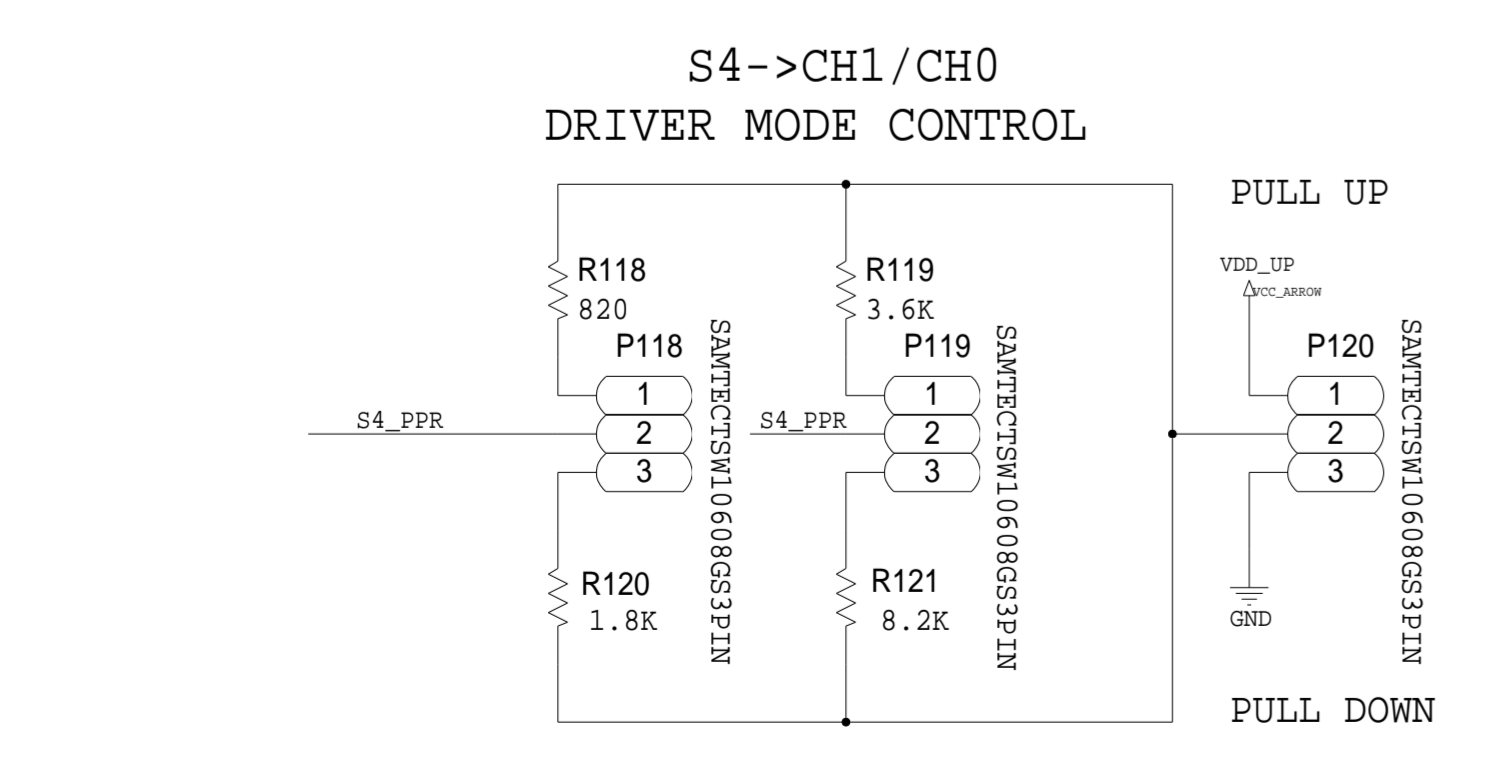 S4->CH1/CH0
DRIVER MODE CONTROL
PULL UP
R118
820
R119
3.6K
VDD_UP
VCC_ARROW
P118
1
2
3
SAMTECTSW10608GS3PIN
S4_PPR
P119
1
2
3
SAMTECTSW10608GS3PIN
S4_PPR
P120
1
2
3
SAMTECTSW10608GS3PIN
R120
1.8K
R121
8.2K
GND
PULL DOWN